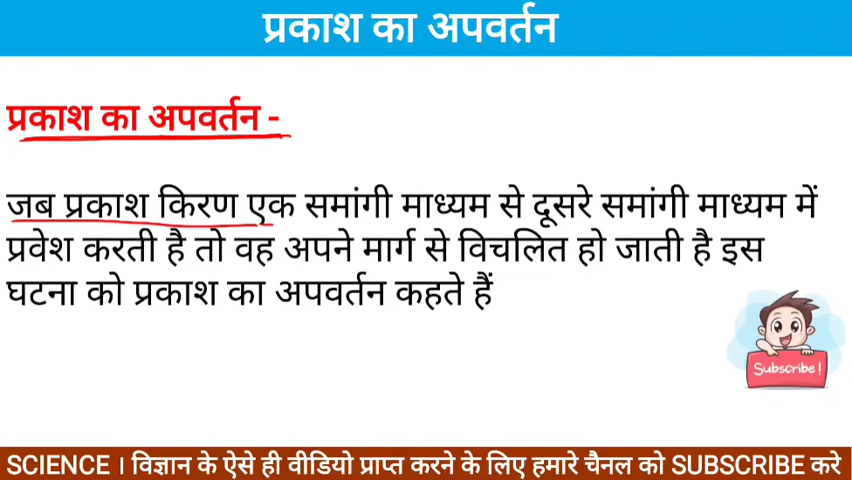 प्रकाश का अपवर्तन
प्रकाश का अपवर्तन -
जब प्रकाश किरण एक समांगी माध्यम से दूसरे समांगी माध्यम में
प्रवेश करती है तो वह अपने मार्ग से विचलित हो जाती है इस
घटना को प्रकाश का अपवर्तन कहते हैं
Subscribe!
SCIENCE । विज्ञान के ऐसे ही वीडियो प्राप्त करने के लिए हमारे चैनल को SUBSCRIBE करे